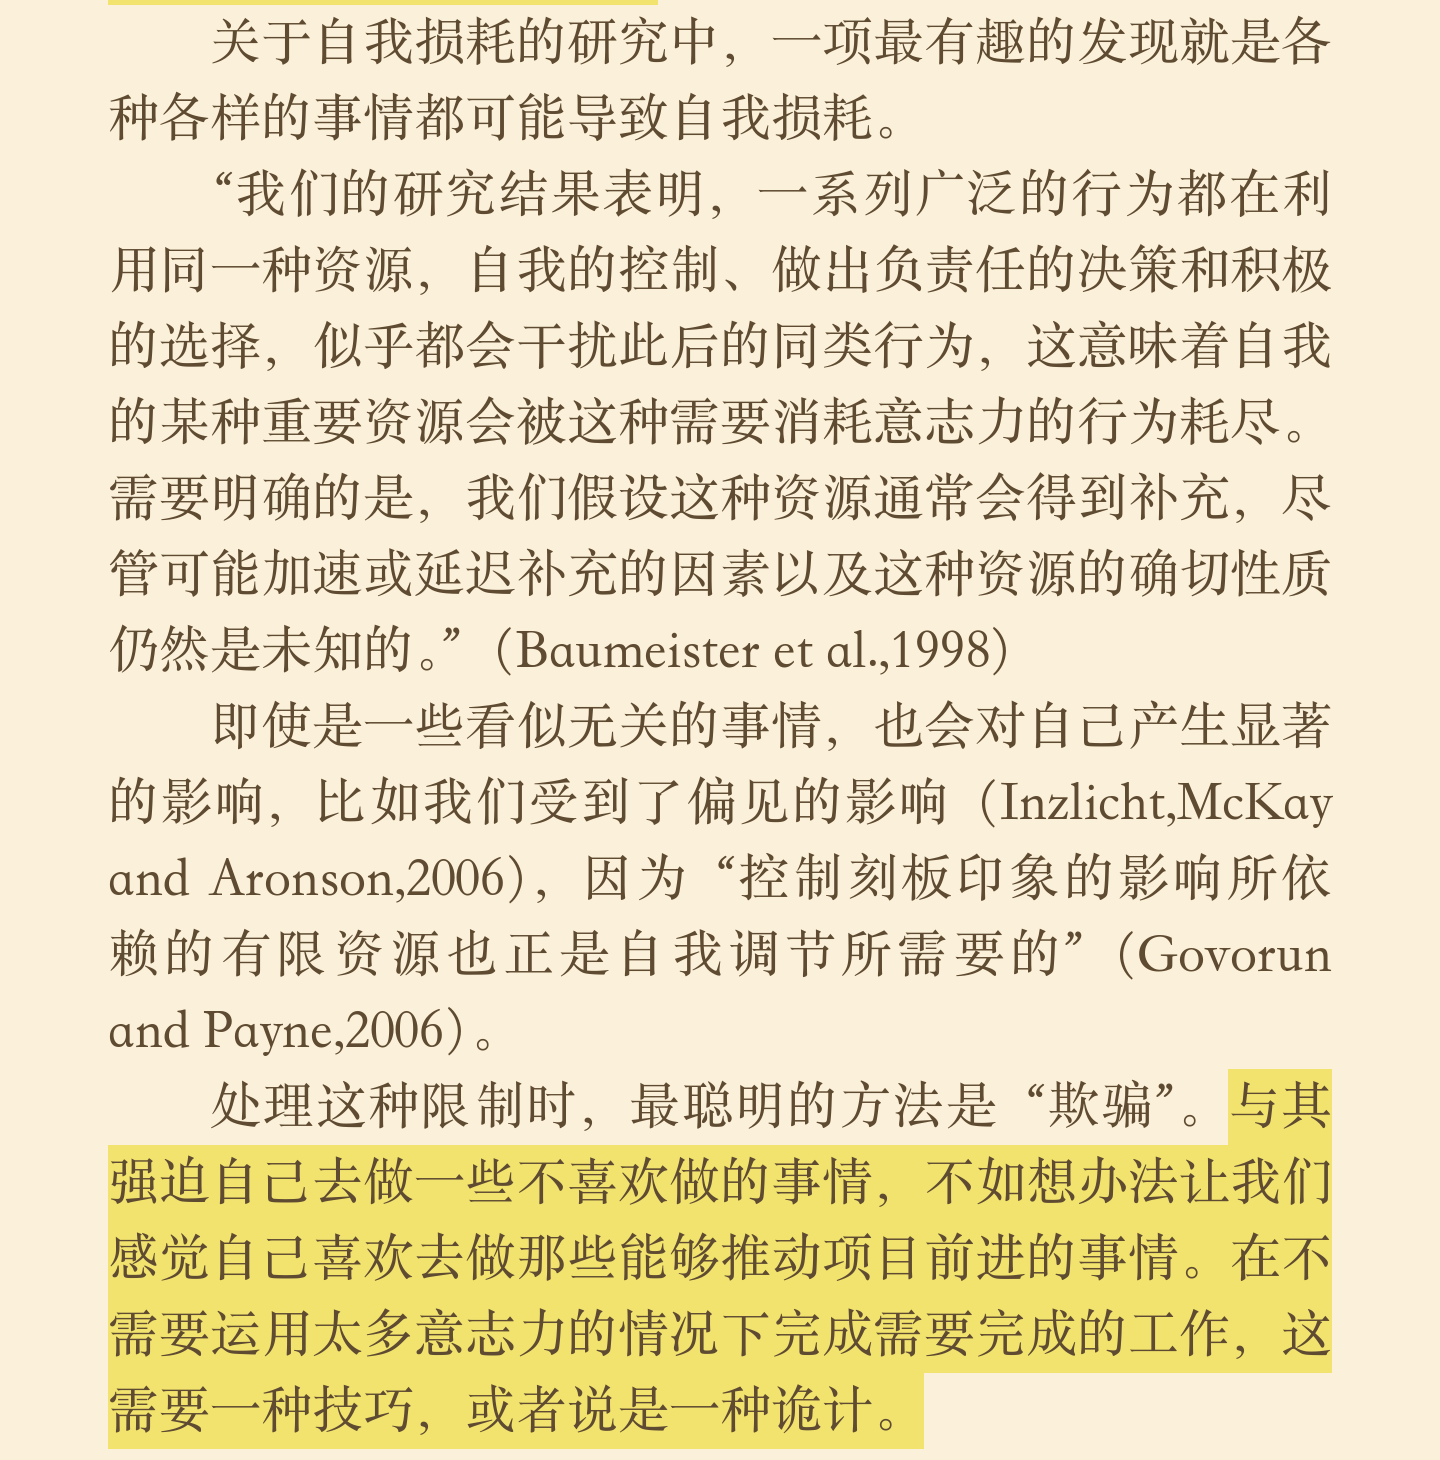 关于自我损耗的研究中，一项最有趣的发现就是各
种各样的事情都可能导致自我损耗。
“我们的研究结果表明，一系列广泛的行为都在利
用同一种资源，自我的控制、做出负责任的决策和积极
的选择，似乎都会干扰此后的同类行为，这意味着自我
的某种重要资源会被这种需要消耗意志力的行为耗尽。
需要明确的是，我们假设这种资源通常会得到补充，尽
管可能加速或延迟补充的因素以及这种资源的确切性质
仍然是未知的。”（Baumeister et al.,1998）
即使是一些看似无关的事情，也会对自己产生显著
的影响，比如我们受到了偏见的影响（Inzlicht,McKay
and Aronson,2006），因为“控制刻板印象的影响所依
赖的有限资源也正是自我调节所需要的”（Govorun
and Payne,2006）。
处理这种限制时，最聪明的方法是“欺骗”。与其
强迫自己去做一些不喜欢做的事情，不如想办法让我们
感觉自己喜欢去做那些能够推动项目前进的事情。在不
需要运用太多意志力的情况下完成需要完成的工作，这
需要一种技巧，或者说是一种诡计。